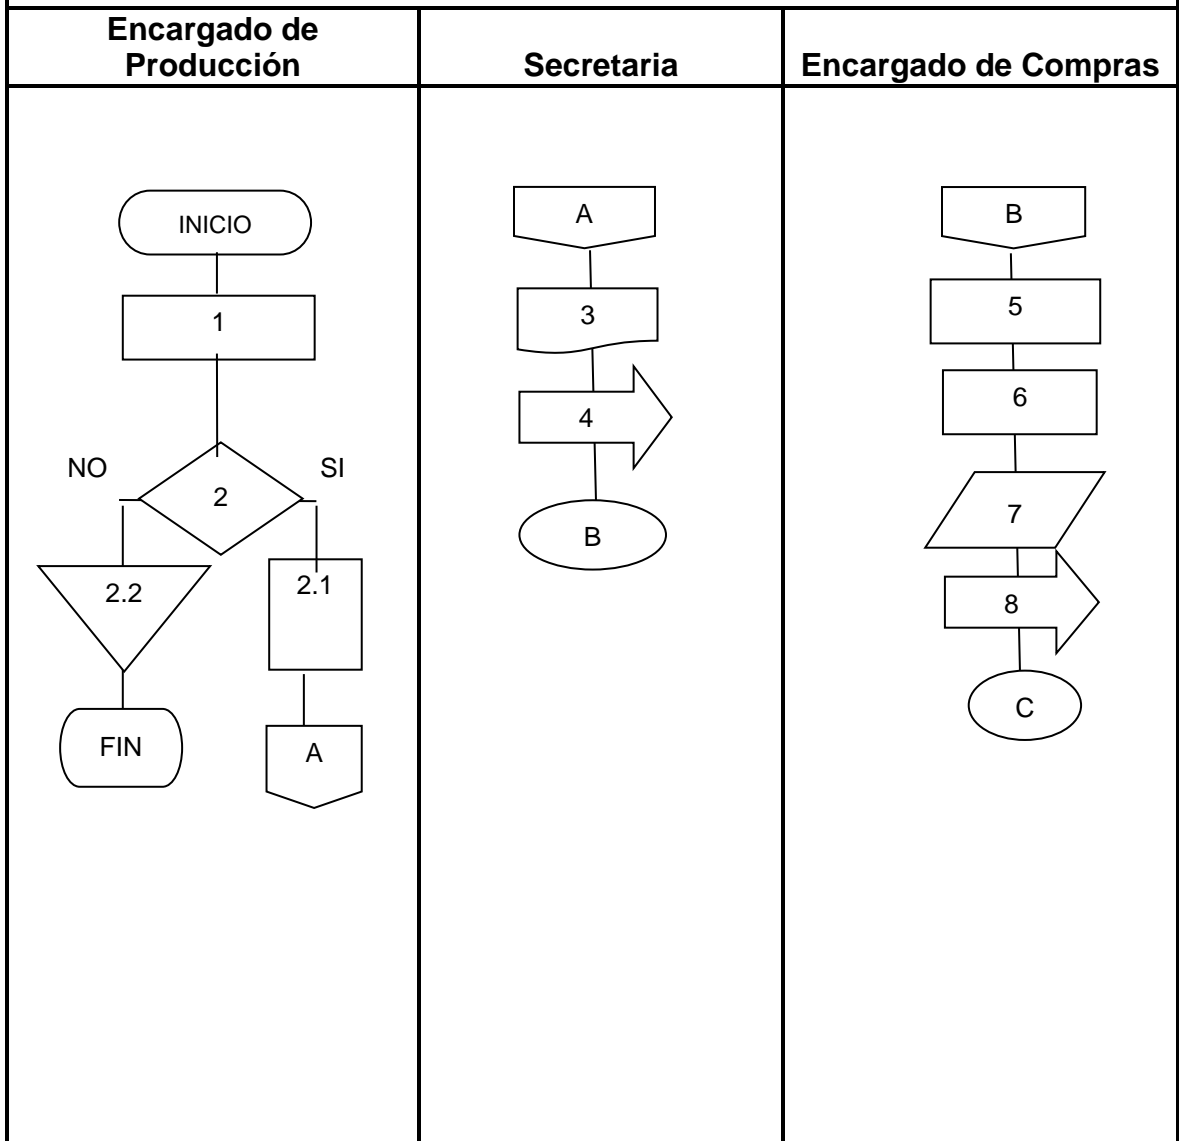 Encargado de
Producción
Secretaria
Encargado de Compras
INICIO
1
NO
SI
2
2.2
2.1
FIN
A
A
3
4
B
B
5
6
7
8
C